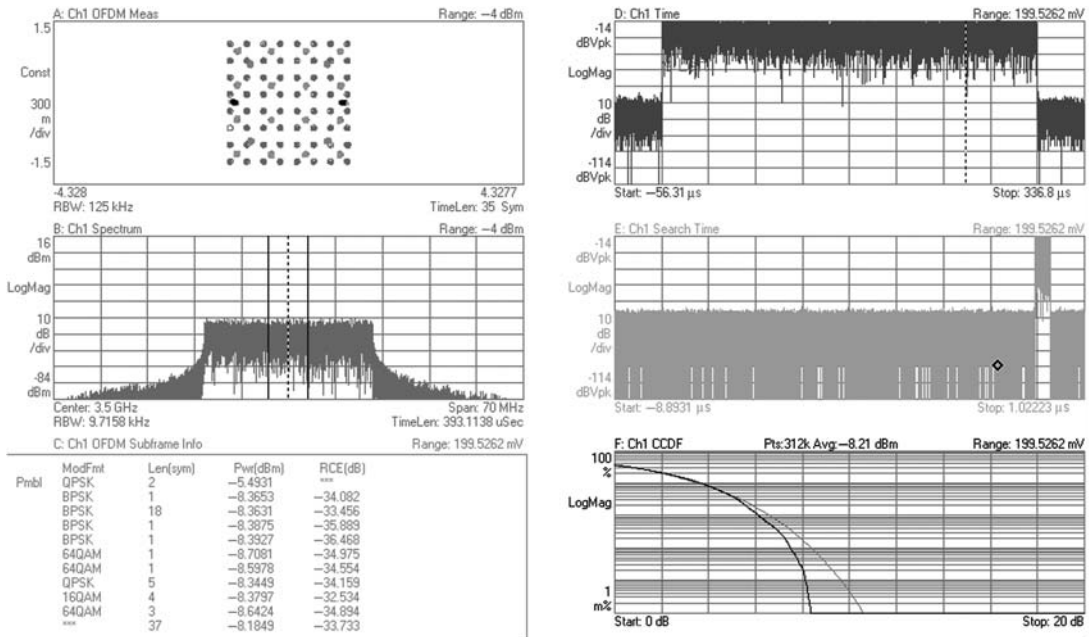 A: Ch1 OFDM Meas Range: −4 dBm
1.5
Const
300
m
/div
-1.5
-4.328 4.3277
RBW: 125 kHz TimeLen: 35 Sym
B: Ch1 Spectrum Range: −4 dBm
16
dBm
LogMag
10
dB
/div
-84
dBm
Center: 3.5 GHz Span: 70 MHz
RBW: 9.7158 kHz TimeLen: 393.1138 uSec
C: Ch1 OFDM Subframe Info Range: 199.5262 mV
ModFmt Len(sym) Pwr(dBm) RCE(dB)
Pmbl QPSK 2 −5.4931 ***
BPSK 1 −8.3653 −34.082
BPSK 18 −8.3631 −33.456
BPSK 1 −8.3875 −35.889
BPSK 1 −8.3927 −36.468
64QAM 1 −8.7081 −34.975
64QAM 1 −8.5978 −34.554
QPSK 5 −8.3449 −34.159
16QAM 4 −8.3797 −32.534
64QAM 3 −8.6424 −34.894
*** 37 −8.1849 −33.733
D: Ch1 Time Range: 199.5262 mV
-14
dBVpk
LogMag
10
dB
/div
-114
dBVpk
Start: −56.31 µs Stop: 336.8 µs
E: Ch1 Search Time Range: 199.5262 mV
-14
dBVpk
LogMag
10
dB
/div
-114
dBVpk
Start: −8.8931 µs Stop: 1.02223 µs
F: Ch1 CCDF Pts:312k Avg:−8.21 dBm Range: 199.5262 mV
100
%
LogMag
1
m%
Start: 0 dB Stop: 20 dB